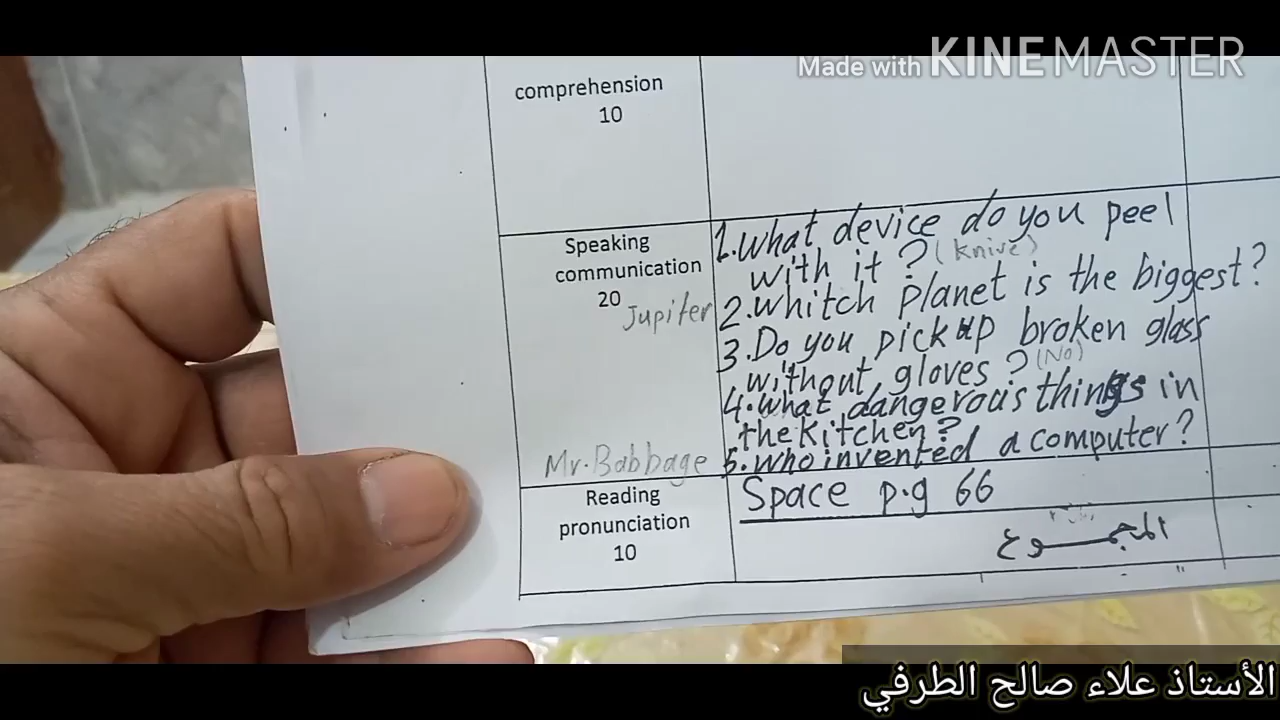 Made with KINEMASTER
comprehension
10
Speaking
communication
20
Jupiter
1.What device do you peel
with it? (Knive)
2.Whitch planet is the biggest?
3.Do you pick up broken glass
without gloves? (No)
4.What dangerous things in
the Kitchen?
Mr.Babbage
5.Who invented a computer?
Reading
pronunciation
10
Space p.g 66
المجموع
الأستاذ علاء صالح الطرفي